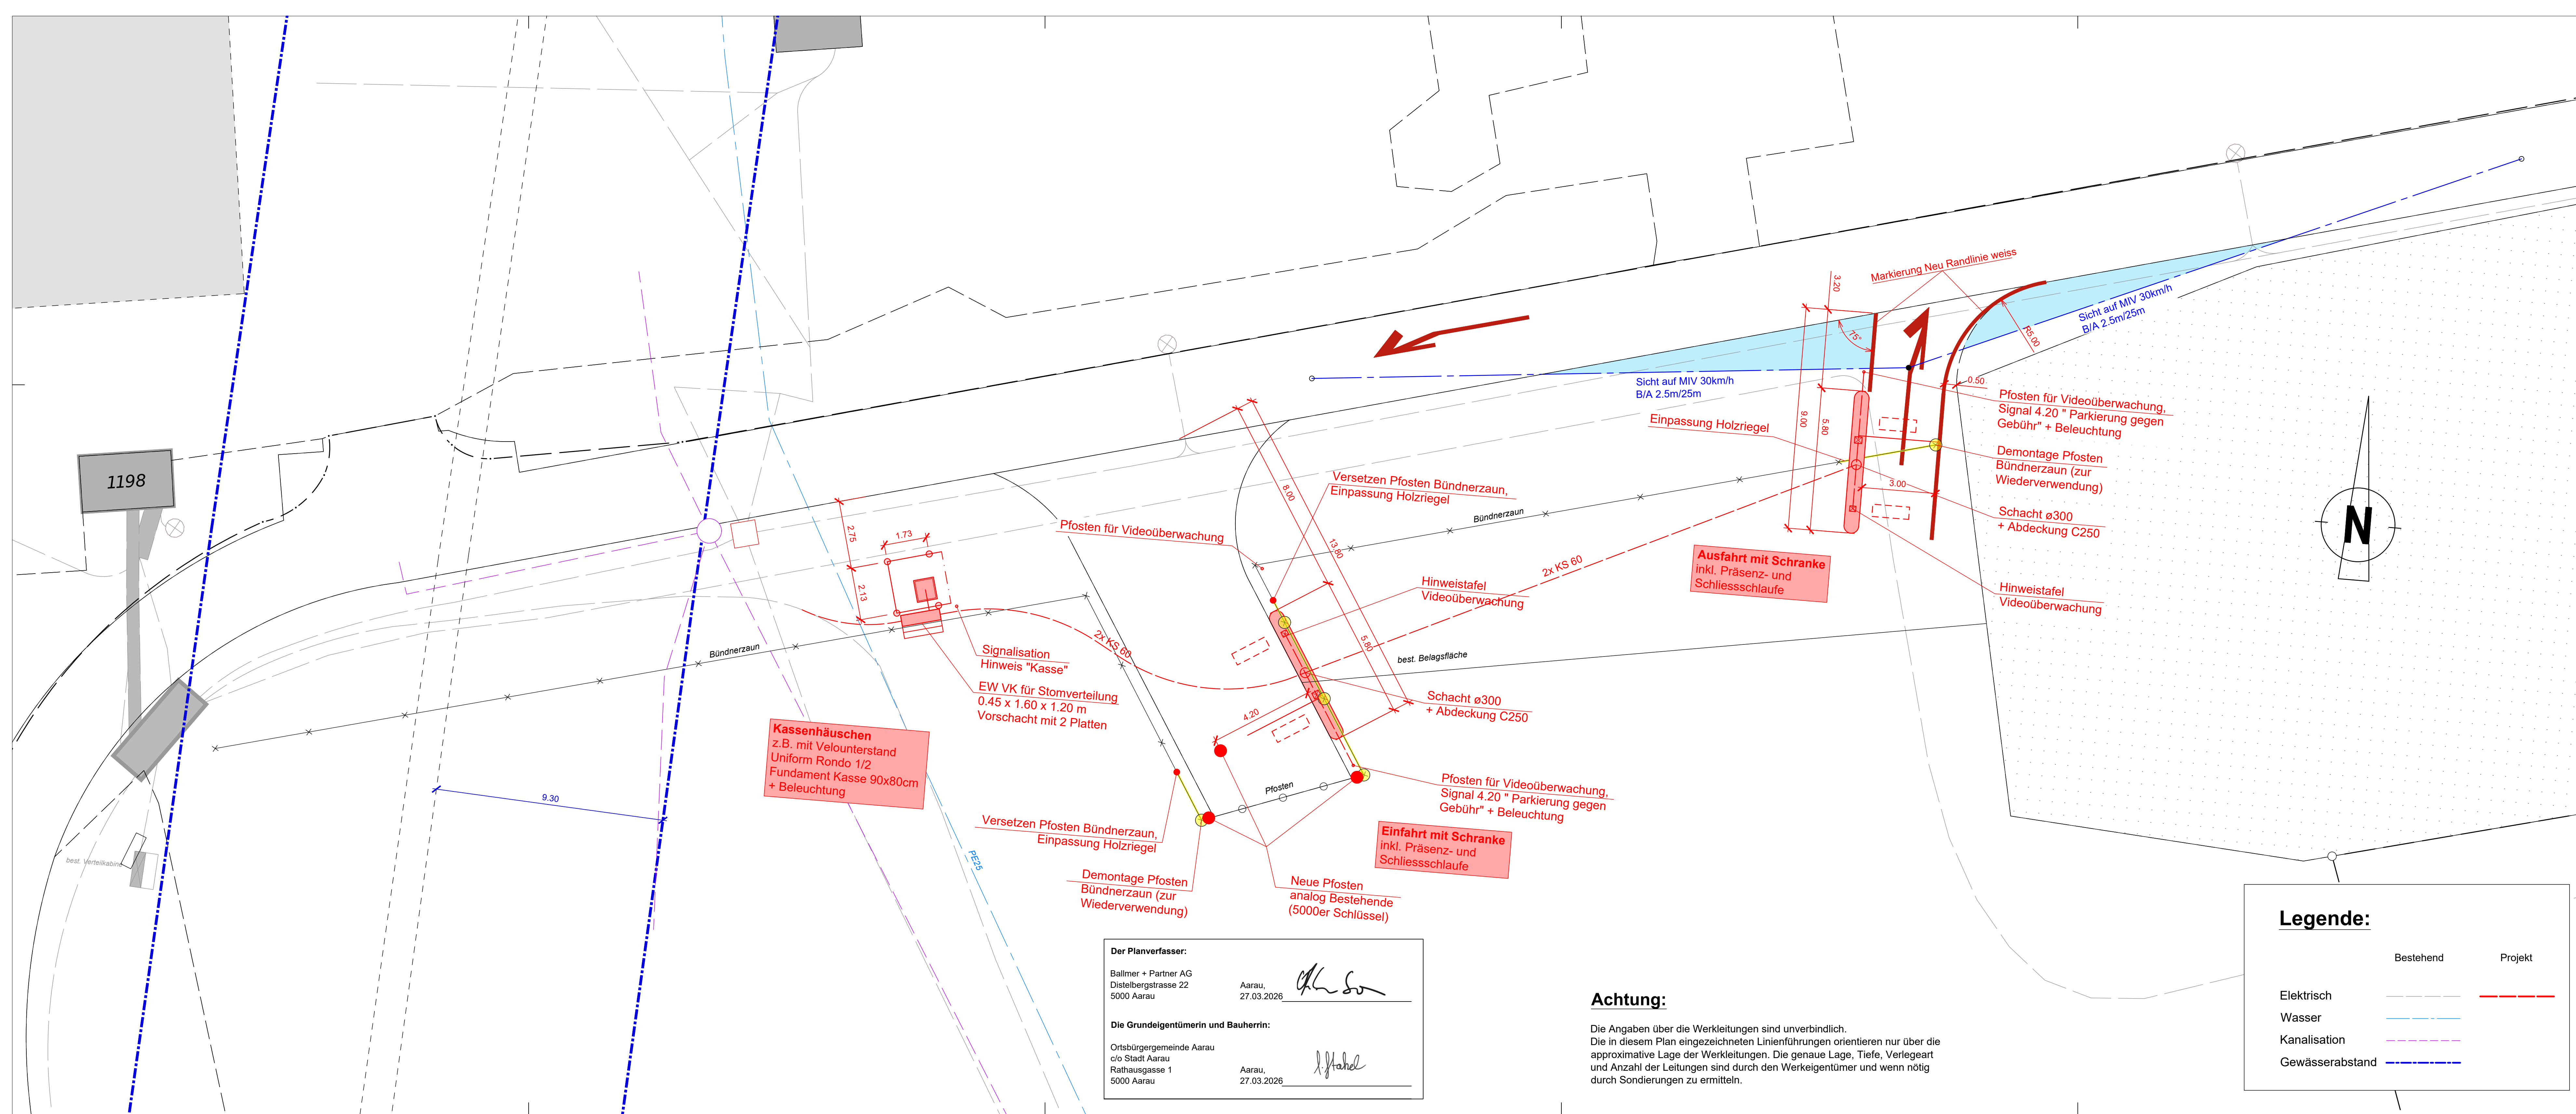 1198
best. Verteilkabine
9.30
Bündnerzaun
2.75
1.73
2.13
2x KS 60
Signalisation
Hinweis "Kasse"
EW VK für Stomverteilung
0.45 x 1.60 x 1.20 m
Vorschacht mit 2 Platten
Kassenhäuschen
z.B. mit Velounterstand
Uniform Rondo 1/2
Fundament Kasse 90x80cm
+ Beleuchtung
PE25
Pfosten für Videoüberwachung
Versetzen Pfosten Bündnerzaun,
Einpassung Holzriegel
Bündnerzaun
8.00
13.80
5.80
4.20
Hinweistafel
Videoüberwachung
2x KS 60
best. Belagsfläche
Schacht ø300
+ Abdeckung C250
Pfosten für Videoüberwachung,
Signal 4.20 " Parkierung gegen
Gebühr" + Beleuchtung
Einfahrt mit Schranke
inkl. Präsenz- und
Schliessschlaufe
Pfosten
Versetzen Pfosten Bündnerzaun,
Einpassung Holzriegel
Demontage Pfosten
Bündnerzaun (zur
Wiederverwendung)
Neue Pfosten
analog Bestehende
(5000er Schlüssel)
Markierung Neu Randlinie weiss
3.20
75°
R5.00
Sicht auf MIV 30km/h
B/A 2.5m/25m
Sicht auf MIV 30km/h
B/A 2.5m/25m
0.50
Einpassung Holzriegel
9.00
5.80
3.00
Pfosten für Videoüberwachung,
Signal 4.20 " Parkierung gegen
Gebühr" + Beleuchtung
Demontage Pfosten
Bündnerzaun (zur
Wiederverwendung)
Schacht ø300
+ Abdeckung C250
Hinweistafel
Videoüberwachung
Ausfahrt mit Schranke
inkl. Präsenz- und
Schliessschlaufe
N
Der Planverfasser:
Ballmer + Partner AG
Distelbergstrasse 22 Aarau,
5000 Aarau 27.03.2026
Die Grundeigentümerin und Bauherrin:
Ortsbürgergemeinde Aarau
c/o Stadt Aarau
Rathausgasse 1 Aarau,
5000 Aarau 27.03.2026
Achtung:
Die Angaben über die Werkleitungen sind unverbindlich.
Die in diesem Plan eingezeichneten Linienführungen orientieren nur über die
approximative Lage der Werkleitungen. Die genaue Lage, Tiefe, Verlegeart
und Anzahl der Leitungen sind durch den Werkeigentümer und wenn nötig
durch Sondierungen zu ermitteln.
Legende:
Bestehend Projekt
Elektrisch
Wasser
Kanalisation
Gewässerabstand